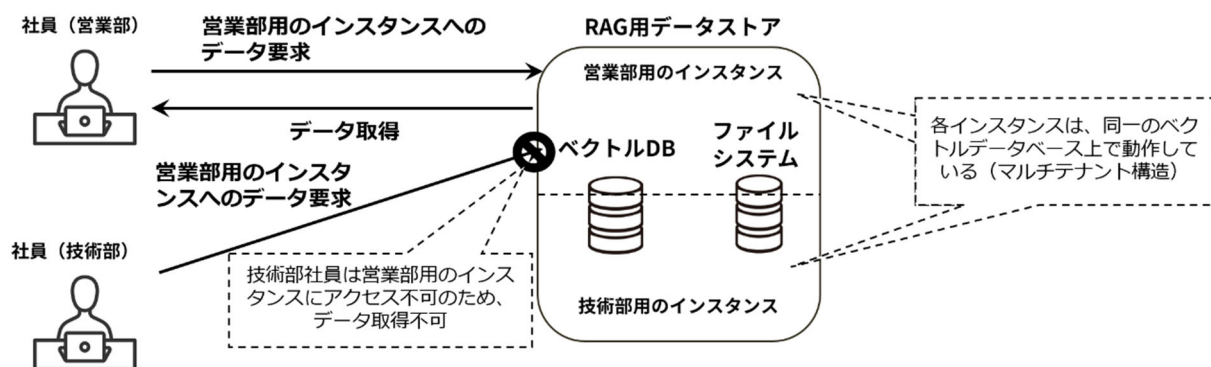 社員（営業部）
営業部用のインスタンスへの
データ要求
データ取得
営業部用のインスタ
ンスへのデータ要求
社員（技術部）
技術部社員は営業部用のインス
タンスにアクセス不可のため、
データ取得不可
RAG用データストア
営業部用のインスタンス
ベクトルDB
ファイル
システム
技術部用のインスタンス
各インスタンスは、同一のベク
トルデータベース上で動作して
いる（マルチテナント構造）